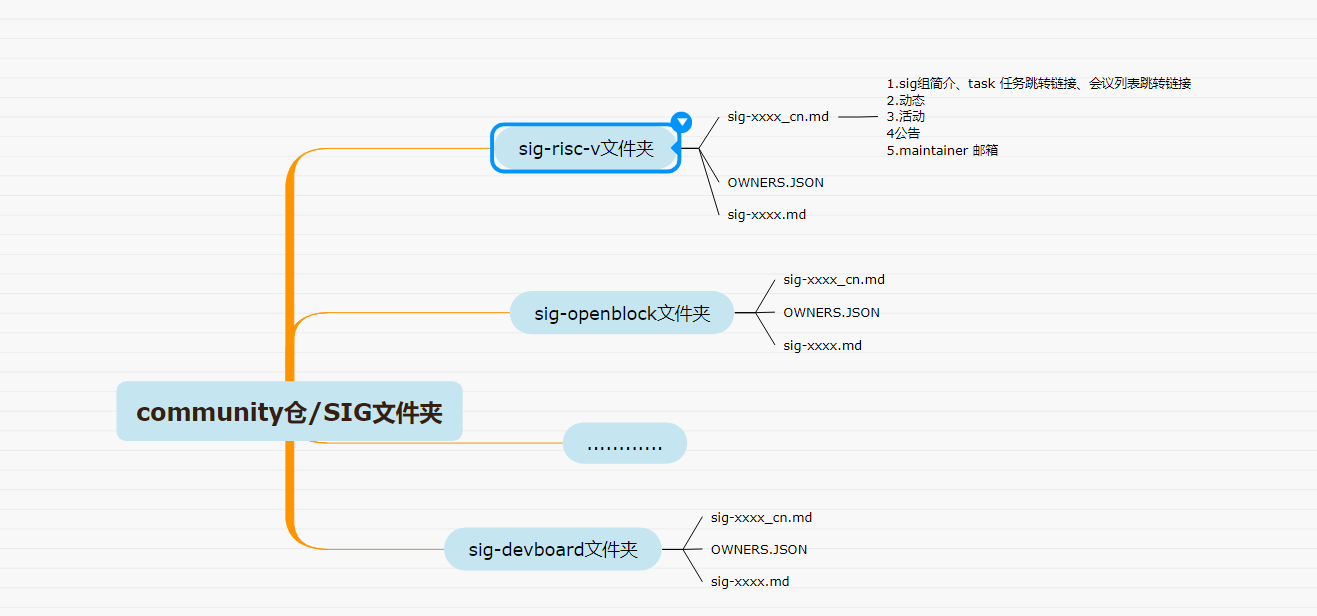 1.sig组简介、task 任务跳转链接、会议列表跳转链接
2.动态
3.活动
4公告
5.maintainer 邮箱
sig-xxxx_cn.md
sig-risc-v文件夹
OWNERS.JSON
sig-xxxx.md
sig-xxxx_cn.md
sig-openblock文件夹
OWNERS.JSON
sig-xxxx.md
community仓/SIG文件夹
............
sig-xxxx_cn.md
sig-devboard文件夹
OWNERS.JSON
sig-xxxx.md